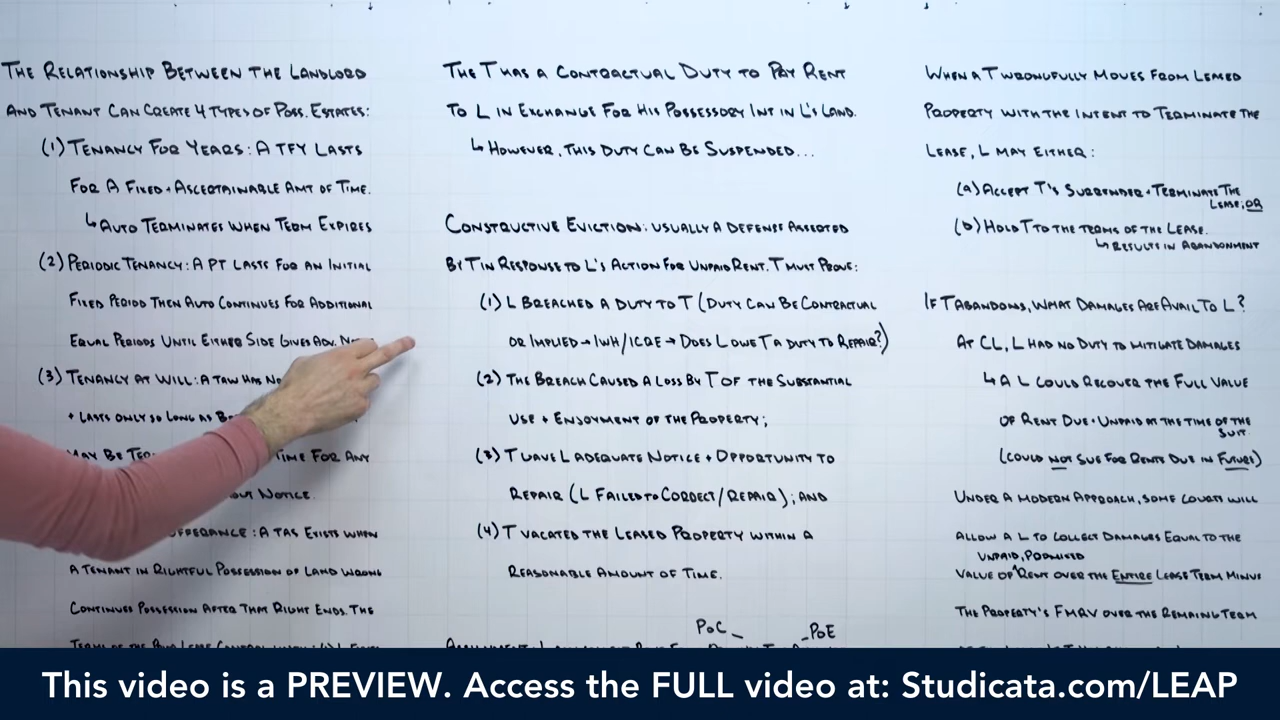 THE RELATIONSHIP BETWEEN THE LANDLORD
AND TENANT CAN CREATE 4 TYPES OF POSS. ESTATES:
(1) TENANCY FOR YEARS: A TFY LASTS
FOR A FIXED + ASCERTAINABLE AMT OF TIME.
↳ AUTO TERMINATES WHEN TERM EXPIRES
(2) PERIODIC TENANCY: A PT LASTS FOR AN INITIAL
FIXED PERIOD THEN AUTO CONTINUES FOR ADDITIONAL
EQUAL PERIODS UNTIL EITHER SIDE GIVES ADV.
(3) TENANCY AT WILL: A TAW HAS
+ LASTS ONLY SO LONG AS
MAY BE TIME FOR ANY
NOTICE.
: A TAS EXISTS WHEN
A TENANT IN RIGHTFUL POSSESSION OF LAND WRONG
CONTINUES POSSESSION AFTER THAT RIGHT ENDS. THE
THE T HAS A CONTRACTUAL DUTY TO PAY RENT
TO L IN EXCHANGE FOR HIS POSSESSORY INT IN L'S LAND.
↳ HOWEVER, THIS DUTY CAN BE SUSPENDED...
CONSTRUCTIVE EVICTION: USUALLY A DEFENSE ASSERTED
BY T IN RESPONSE TO L'S ACTION FOR UNPAID RENT. T MUST PROVE:
(1) L BREACHED A DUTY TO T (DUTY CAN BE CONTRACTUAL
OR IMPLIED → IWH/ICQE → DOES L OWE T A DUTY TO REPAIR?)
(2) THE BREACH CAUSED A LOSS BY T OF THE SUBSTANTIAL
USE + ENJOYMENT OF THE PROPERTY;
(3) T GAVE L ADEQUATE NOTICE + OPPORTUNITY TO
REPAIR (L FAILED TO CORRECT/REPAIR); AND
(4) T VACATED THE LEASED PROPERTY WITHIN A
REASONABLE AMOUNT OF TIME.
POC POE
WHEN A T WRONGFULLY MOVES FROM LEASED
PROPERTY WITH THE INTENT TO TERMINATE THE
LEASE, L MAY EITHER:
(a) ACCEPT T'S SURRENDER + TERMINATE THE
LEASE; OR
(b) HOLD T TO THE TERMS OF THE LEASE.
↳ RESULTS IN ABANDONMENT
IF T ABANDONS, WHAT DAMAGES ARE AVAIL TO L?
AT CL, L HAD NO DUTY TO MITIGATE DAMAGES
↳ A L COULD RECOVER THE FULL VALUE
OF RENT DUE + UNPAID AT THE TIME OF THE
SUIT.
(COULD NOT SUE FOR RENTS DUE IN FUTURE)
UNDER A MODERN APPROACH, SOME COURTS WILL
ALLOW A L TO COLLECT DAMAGES EQUAL TO THE
UNPAID, PROMISED
VALUE OF ^ RENT OVER THE ENTIRE LEASE TERM MINUS
THE PROPERTY'S FMRV OVER THE REMAINING TERM
This video is a PREVIEW. Access the FULL video at: Studicata.com/LEAP